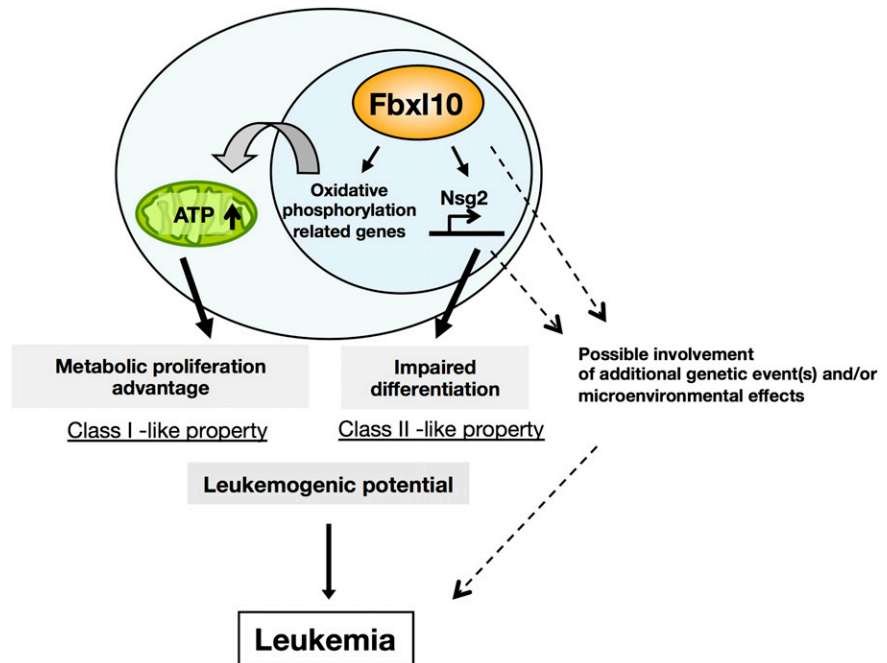 Fbxl10
Oxidative
phosphorylation
related genes
Nsg2
ATP
Metabolic proliferation
advantage
Class I -like property
Impaired
differentiation
Class II -like property
Possible involvement
of additional genetic event(s) and/or
microenvironmental effects
Leukemogenic potential
Leukemia